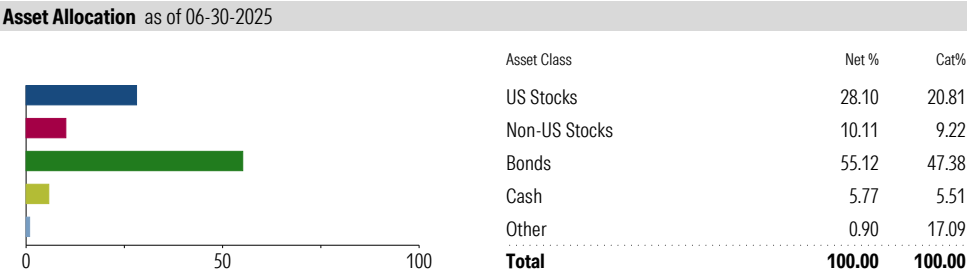 Asset Allocation as of 06-30-2025
Asset Class Net % Cat%
US Stocks 28.10 20.81
Non-US Stocks 10.11 9.22
Bonds 55.12 47.38
Cash 5.77 5.51
Other 0.90 17.09
0 50 100 Total 100.00 100.00